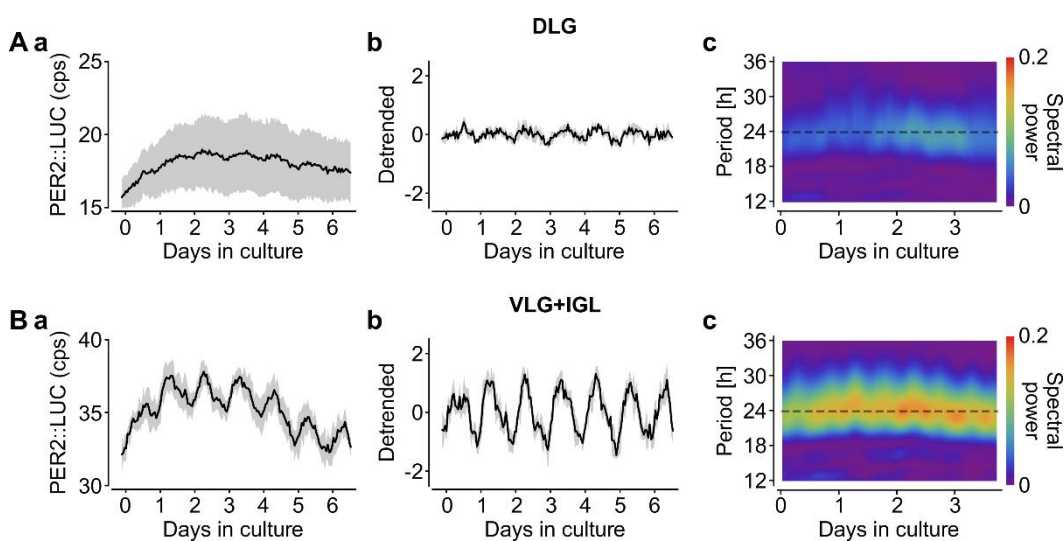 DLG
A a
PER2::LUC (cps)
25
20
15
0 1 2 3 4 5 6
Days in culture
b
Detrended
2
0
-2
0 1 2 3 4 5 6
Days in culture
c
Period [h]
36
30
24
18
12
0 1 2 3
Days in culture
0.2
0
Spectral
power
VLG+IGL
B a
PER2::LUC (cps)
40
35
30
0 1 2 3 4 5 6
Days in culture
b
Detrended
2
0
-2
0 1 2 3 4 5 6
Days in culture
c
Period [h]
36
30
24
18
12
0 1 2 3
Days in culture
0.2
0
Spectral
power